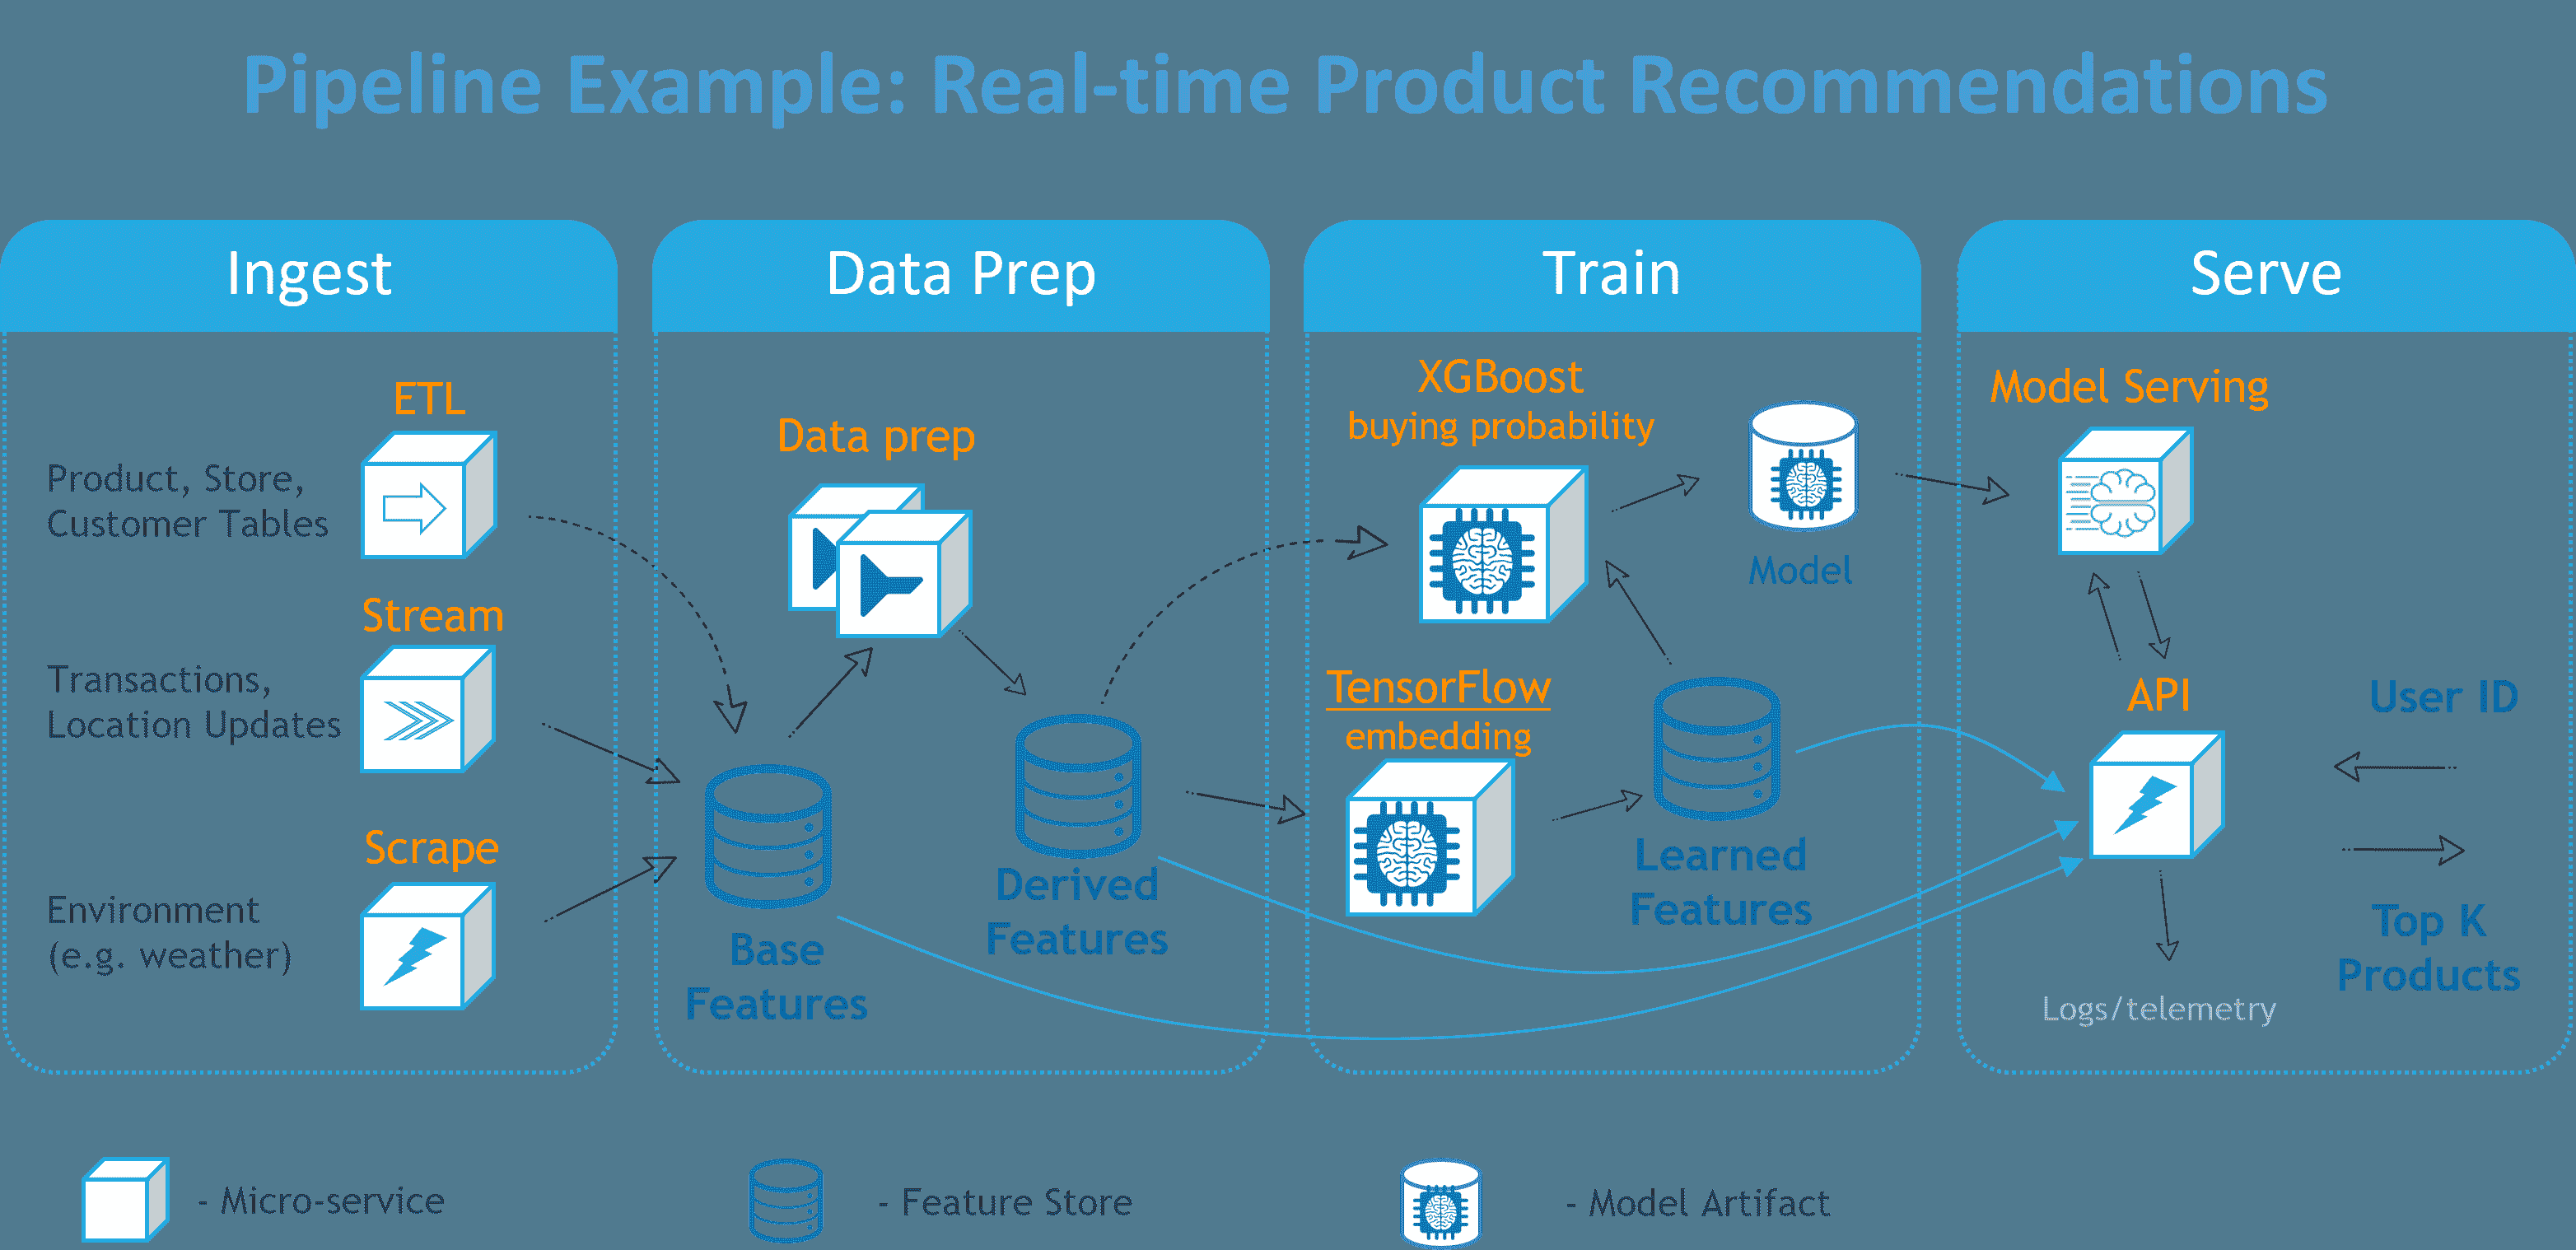 Pipeline Example: Real-time Product Recommendations
Ingest
ETL
Product, Store,
Customer Tables
Stream
Transactions,
Location Updates
Scrape
Environment
(e.g. weather)
Data Prep
Data prep
Base
Features
Derived
Features
Train
XGBoost
buying probability
Model
TensorFlow
embedding
Learned
Features
Serve
Model Serving
API
User ID
Top K
Products
Logs/telemetry
- Micro-service
- Feature Store
- Model Artifact